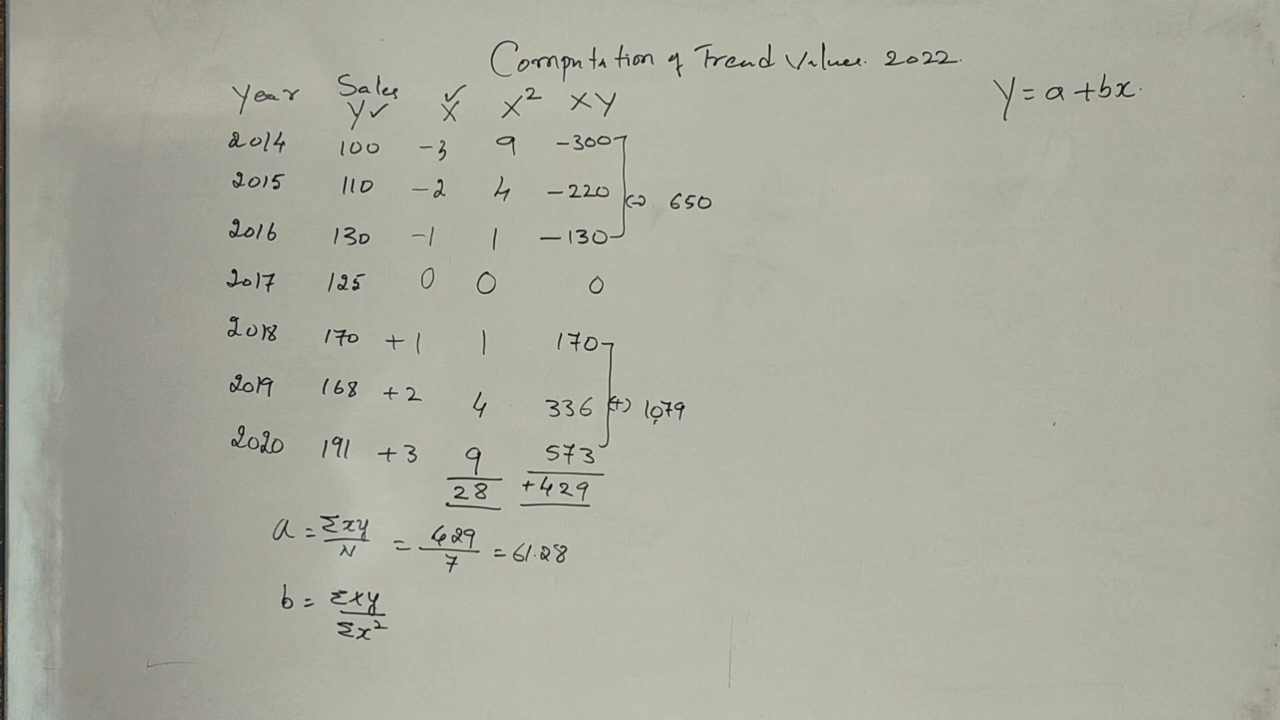 Computation of Trend Values. 2022.
Y = a + bx.
Year Sales Y✓ ✓X X² XY
2014 100 -3 9 -300
2015 110 -2 4 -220 (-) 650
2016 130 -1 1 -130
2017 125 0 0 0
2018 170 +1 1 170
2019 168 +2 4 336 (+) 1,079
2020 191 +3 9 573
28 +429
a = Σxy/N = 429/7 = 61.28
b = Σxy/Σx²